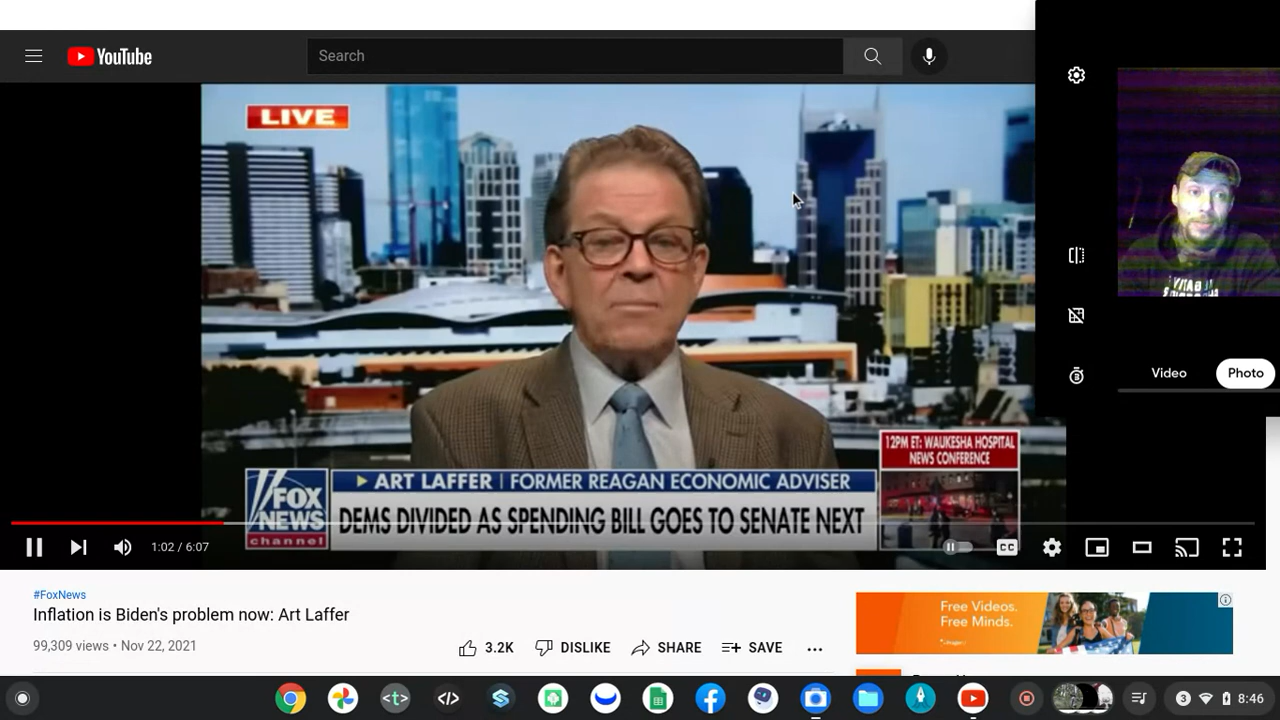 YouTube
Search
LIVE
12PM ET: WAUKESHA HOSPITAL
NEWS CONFERENCE
ART LAFFER | FORMER REAGAN ECONOMIC ADVISER
FOX
NEWS
channel
DEMS DIVIDED AS SPENDING BILL GOES TO SENATE NEXT
Video
Photo
1:02 / 6:07
CC
#FoxNews
Inflation is Biden's problem now: Art Laffer
99,309 views • Nov 22, 2021
3.2K
DISLIKE
SHARE
SAVE
Free Videos.
Free Minds.
3
8:46